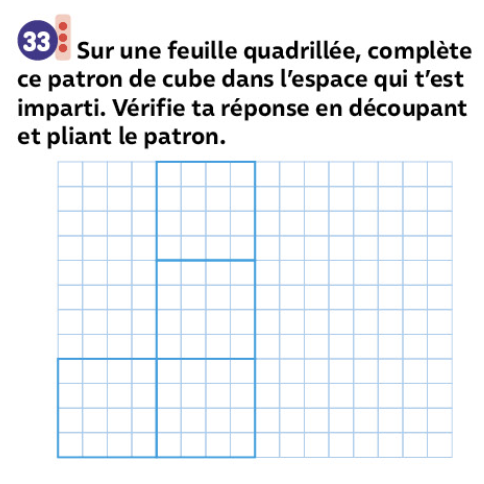 33 Sur une feuille quadrillée, complète
ce patron de cube dans l’espace qui t’est
imparti. Vérifie ta réponse en découpant
et pliant le patron.